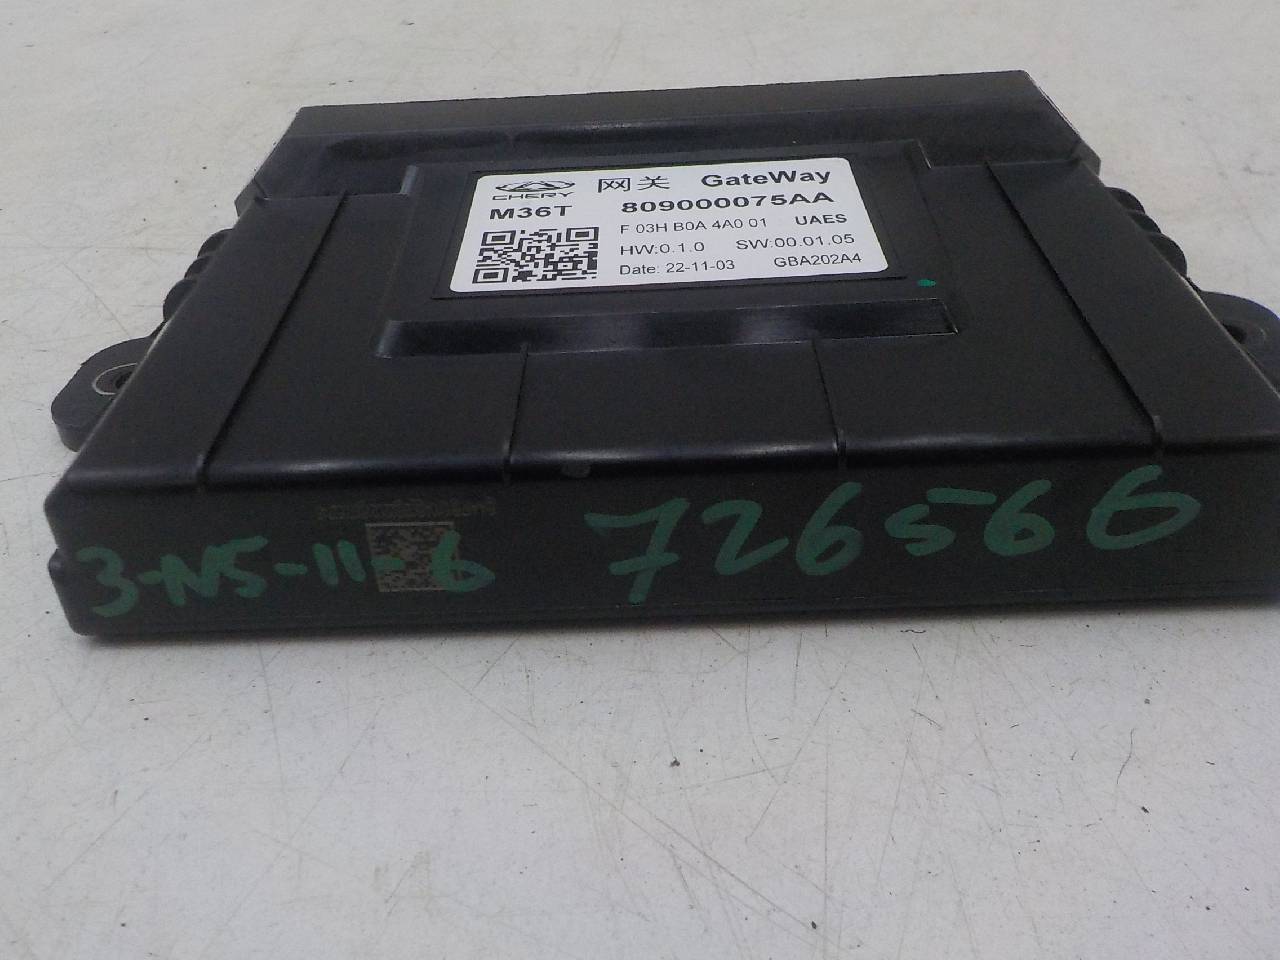 CHERY 网关 GateWay
M36T 809000075AA
F 03H B0A 4A0 01 UAES
HW:0.1.0 SW:00.01.05
Date: 22-11-03 GBA202A4
3-N5-11-6 726566